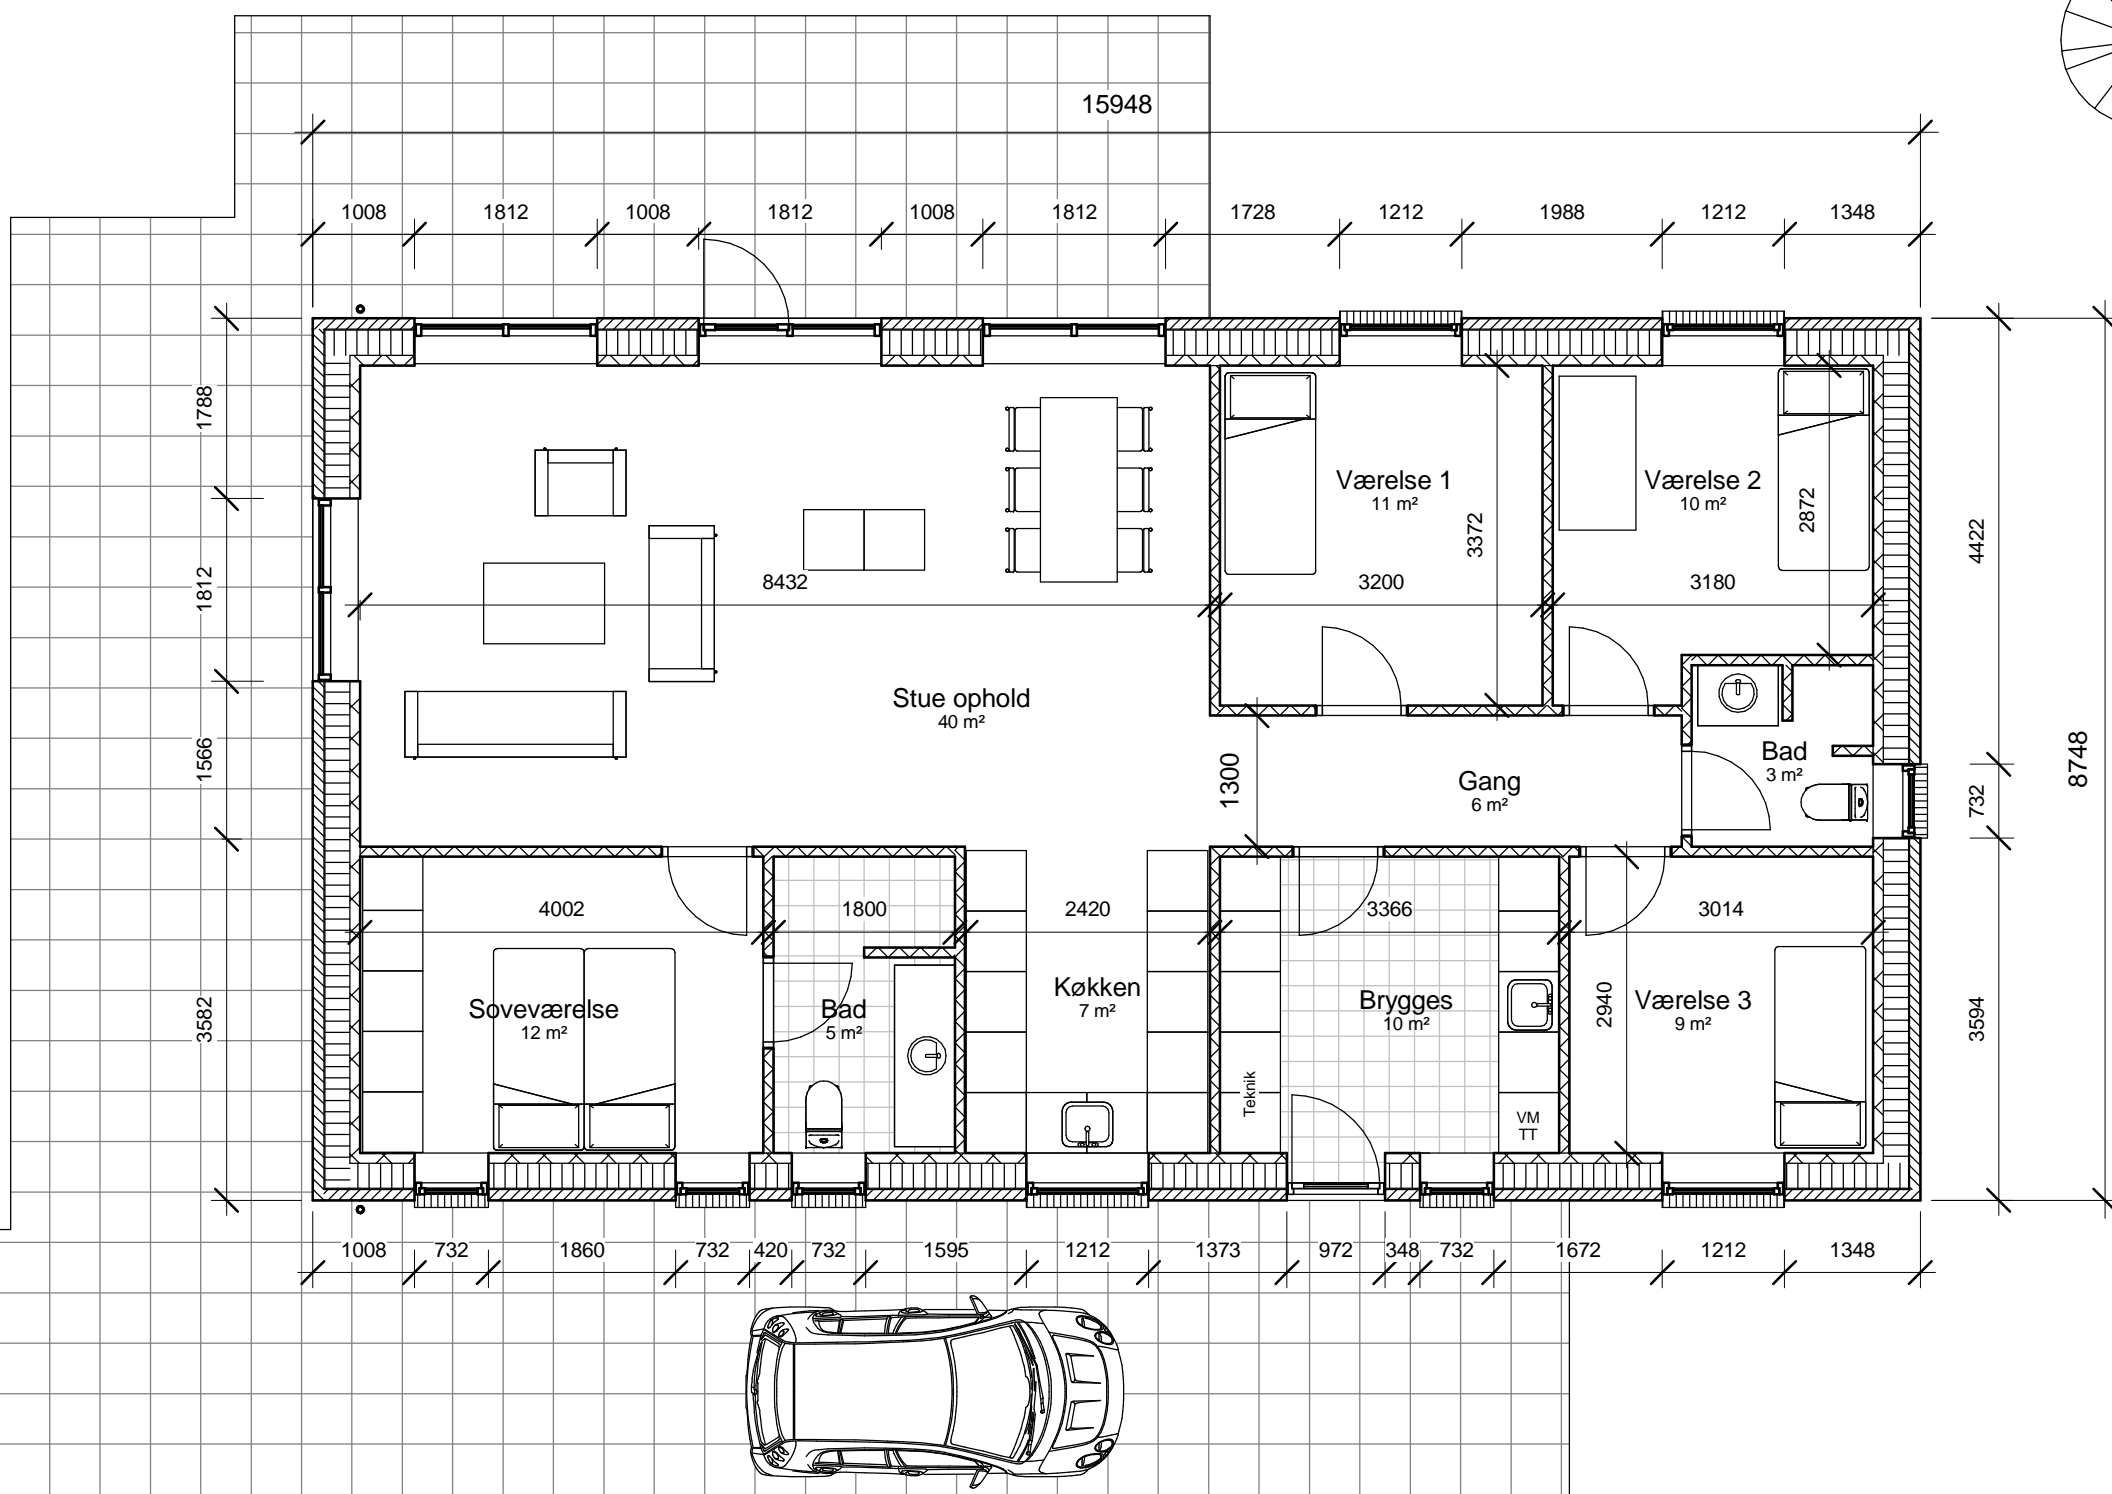 15948
1008 1812 1008 1812 1008 1812 1728 1212 1988 1212 1348
1788
1812
1566
3582
Værelse 1
11 m²
3372
Værelse 2
10 m²
2872
8432
3200
3180
4422
732
3594
8748
Stue ophold
40 m²
1300
Gang
6 m²
Bad
3 m²
4002
1800
2420
3366
3014
Soveværelse
12 m²
Bad
5 m²
Køkken
7 m²
Brygges
10 m²
2940
Værelse 3
9 m²
Teknik
VM
TT
1008 732 1860 732 420 732 1595 1212 1373 972 348 732 1672 1212 1348